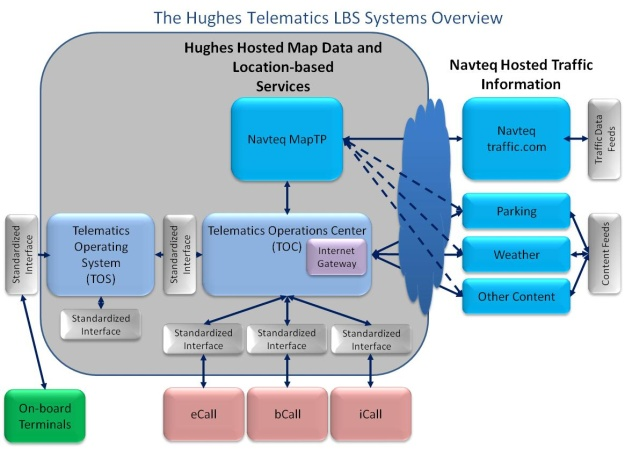 The Hughes Telematics LBS Systems Overview
Hughes Hosted Map Data and
Location-based
Services
Navteq Hosted Traffic
Information
Navteq MapTP
Navteq
traffic.com
Traffic Data
Feeds
Standardized
Interface
Telematics
Operating
System
(TOS)
Standardized
Interface
Telematics Operations Center
(TOC)
Internet
Gateway
Parking
Weather
Other Content
Content Feeds
Standardized
Interface
Standardized
Interface
Standardized
Interface
Standardized
Interface
On-board
Terminals
eCall
bCall
iCall